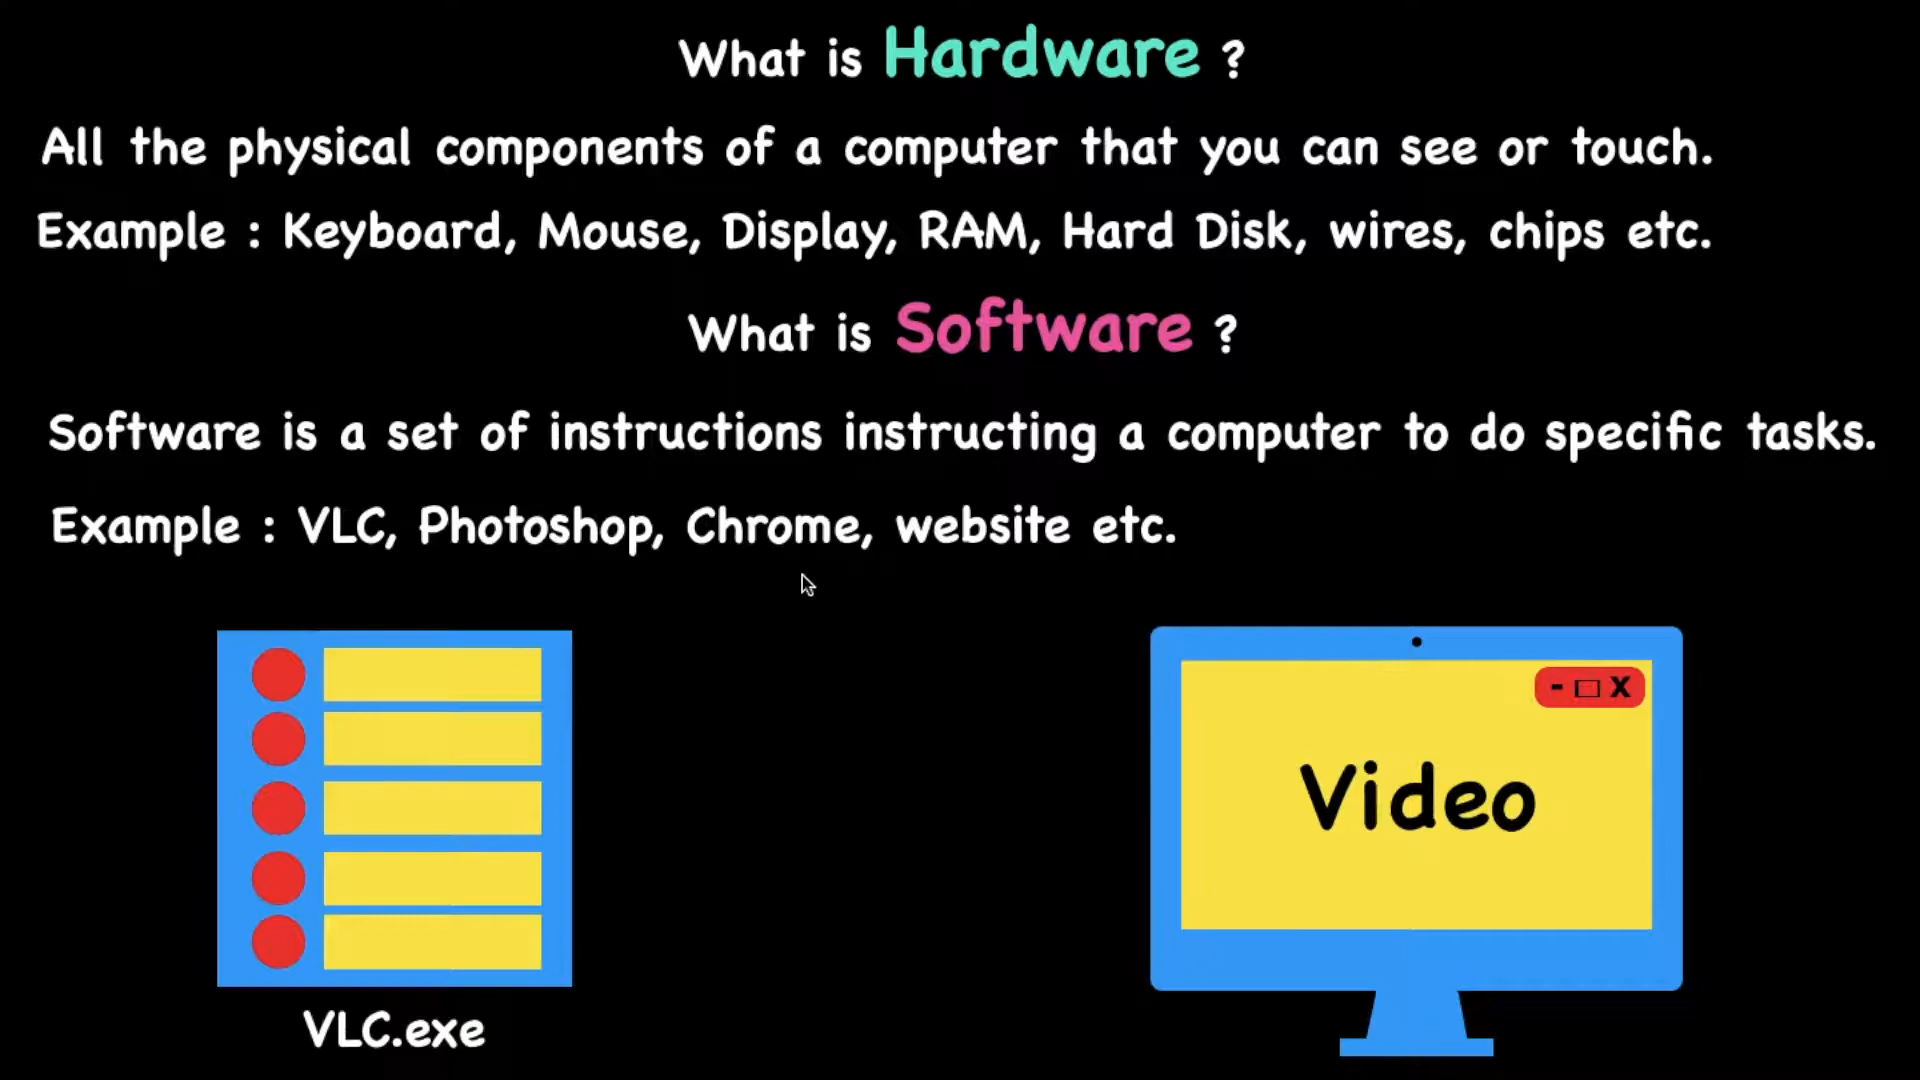 What is Hardware ?
All the physical components of a computer that you can see or touch.
Example : Keyboard, Mouse, Display, RAM, Hard Disk, wires, chips etc.
What is Software ?
Software is a set of instructions instructing a computer to do specific tasks.
Example : VLC, Photoshop, Chrome, website etc.
- □ X
Video
VLC.exe